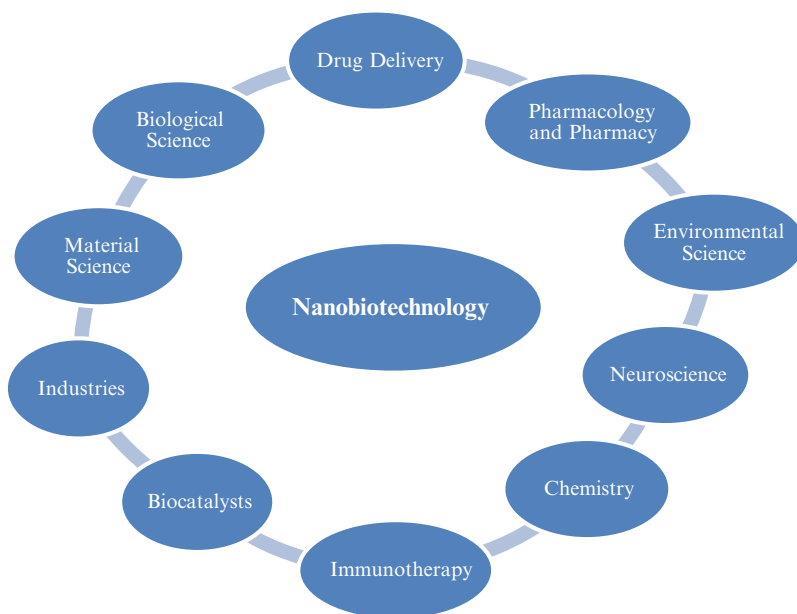 Drug Delivery
Pharmacology
and Pharmacy
Environmental
Science
Neuroscience
Chemistry
Immunotherapy
Biocatalysts
Industries
Material
Science
Biological
Science
Nanobiotechnology